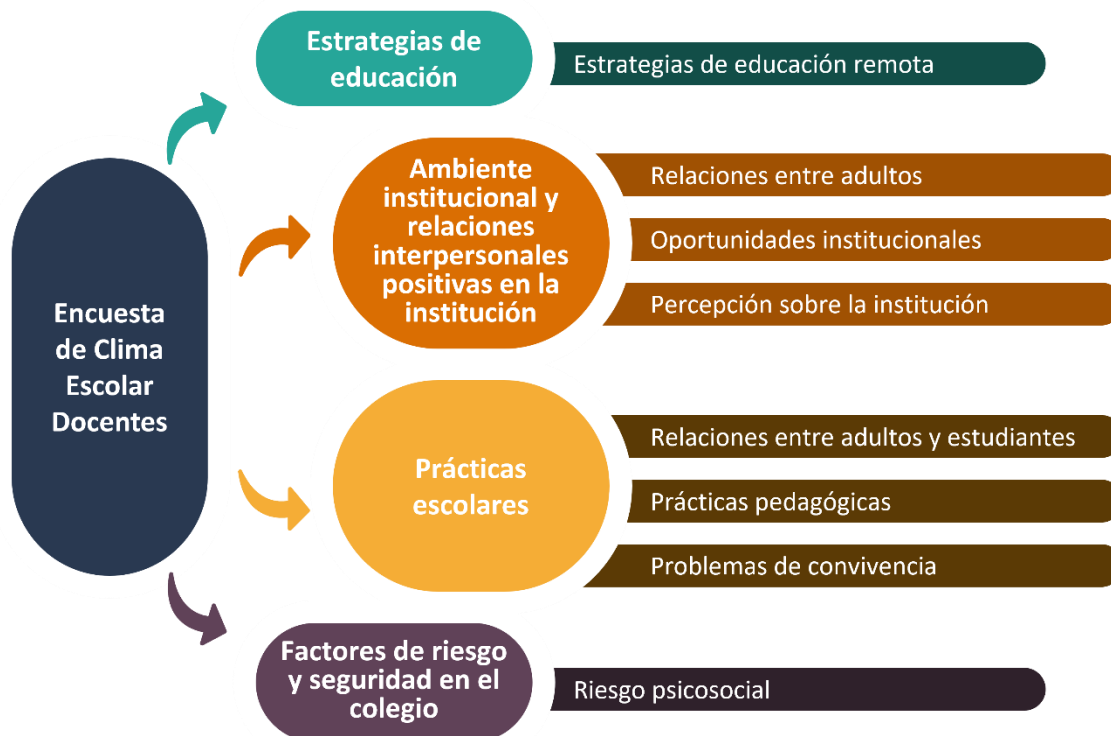 Encuesta
de Clima
Escolar
Docentes
Estrategias de
educación
Estrategias de educación remota
Ambiente
institucional y
relaciones
interpersonales
positivas en la
institución
Relaciones entre adultos
Oportunidades institucionales
Percepción sobre la institución
Prácticas
escolares
Relaciones entre adultos y estudiantes
Prácticas pedagógicas
Problemas de convivencia
Factores de riesgo
y seguridad en el
colegio
Riesgo psicosocial